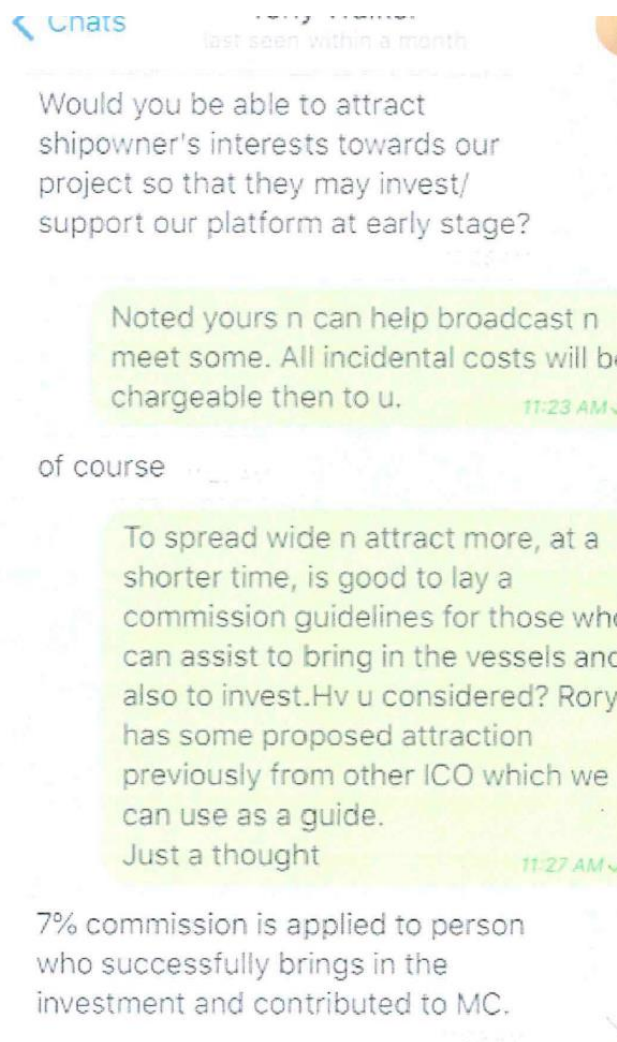 Chats
last seen within a month
Would you be able to attract
shipowner's interests towards our
project so that they may invest/
support our platform at early stage?
Noted yours n can help broadcast n
meet some. All incidental costs will be
chargeable then to u.
11:23 AM
of course
To spread wide n attract more, at a
shorter time, is good to lay a
commission guidelines for those who
can assist to bring in the vessels and
also to invest.Hv u considered? Rory
has some proposed attraction
previously from other ICO which we
can use as a guide.
Just a thought
11:27 AM
7% commission is applied to person
who successfully brings in the
investment and contributed to MC.